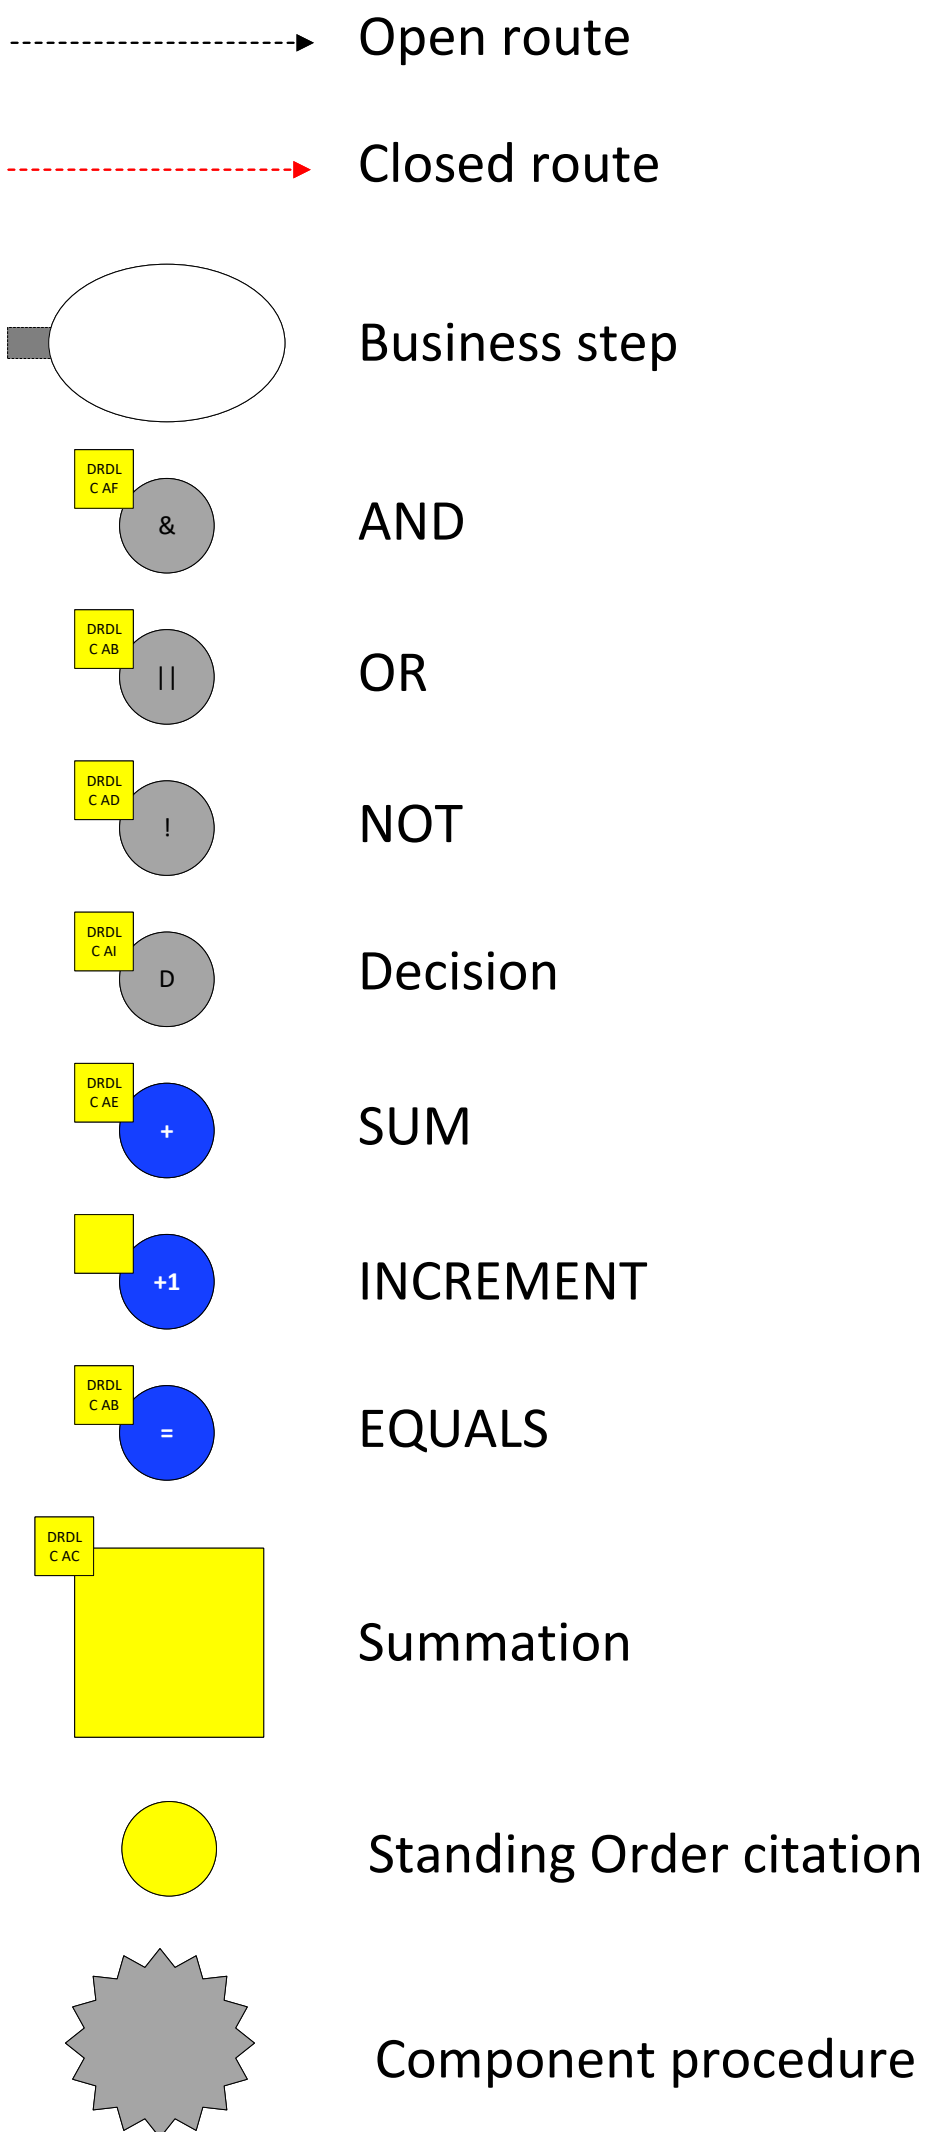 Open route
Closed route
Business step
DRDL
C AF
&
AND
DRDL
C AB
||
OR
DRDL
C AD
!
NOT
DRDL
C AI
D
Decision
DRDL
C AE
+
SUM
+1
INCREMENT
DRDL
C AB
=
EQUALS
DRDL
C AC
Summation
Standing Order citation
Component procedure